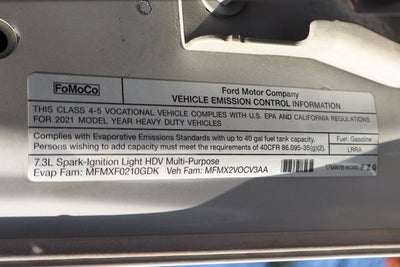 FoMoCo
Ford Motor Company
VEHICLE EMISSION CONTROL INFORMATION
THIS CLASS 4-5 VOCATIONAL VEHICLE COMPLIES WITH U.S. EPA AND CALIFORNIA REGULATIONS
FOR 2021 MODEL YEAR HEAVY DUTY VEHICLES
Complies with Evaporative Emissions Standards with up to 40 gal fuel tank capacity.
Fuel: Gasoline
Persons wishing to add more tank capacity must meet the requirements of 40CFR 86.095-35(g)(2).
LRRA
7.3L Spark-Ignition Light HDV Multi-Purpose
Evap Fam: MFMXF0210GDK Veh Fam: MFMX2VOCV3AA